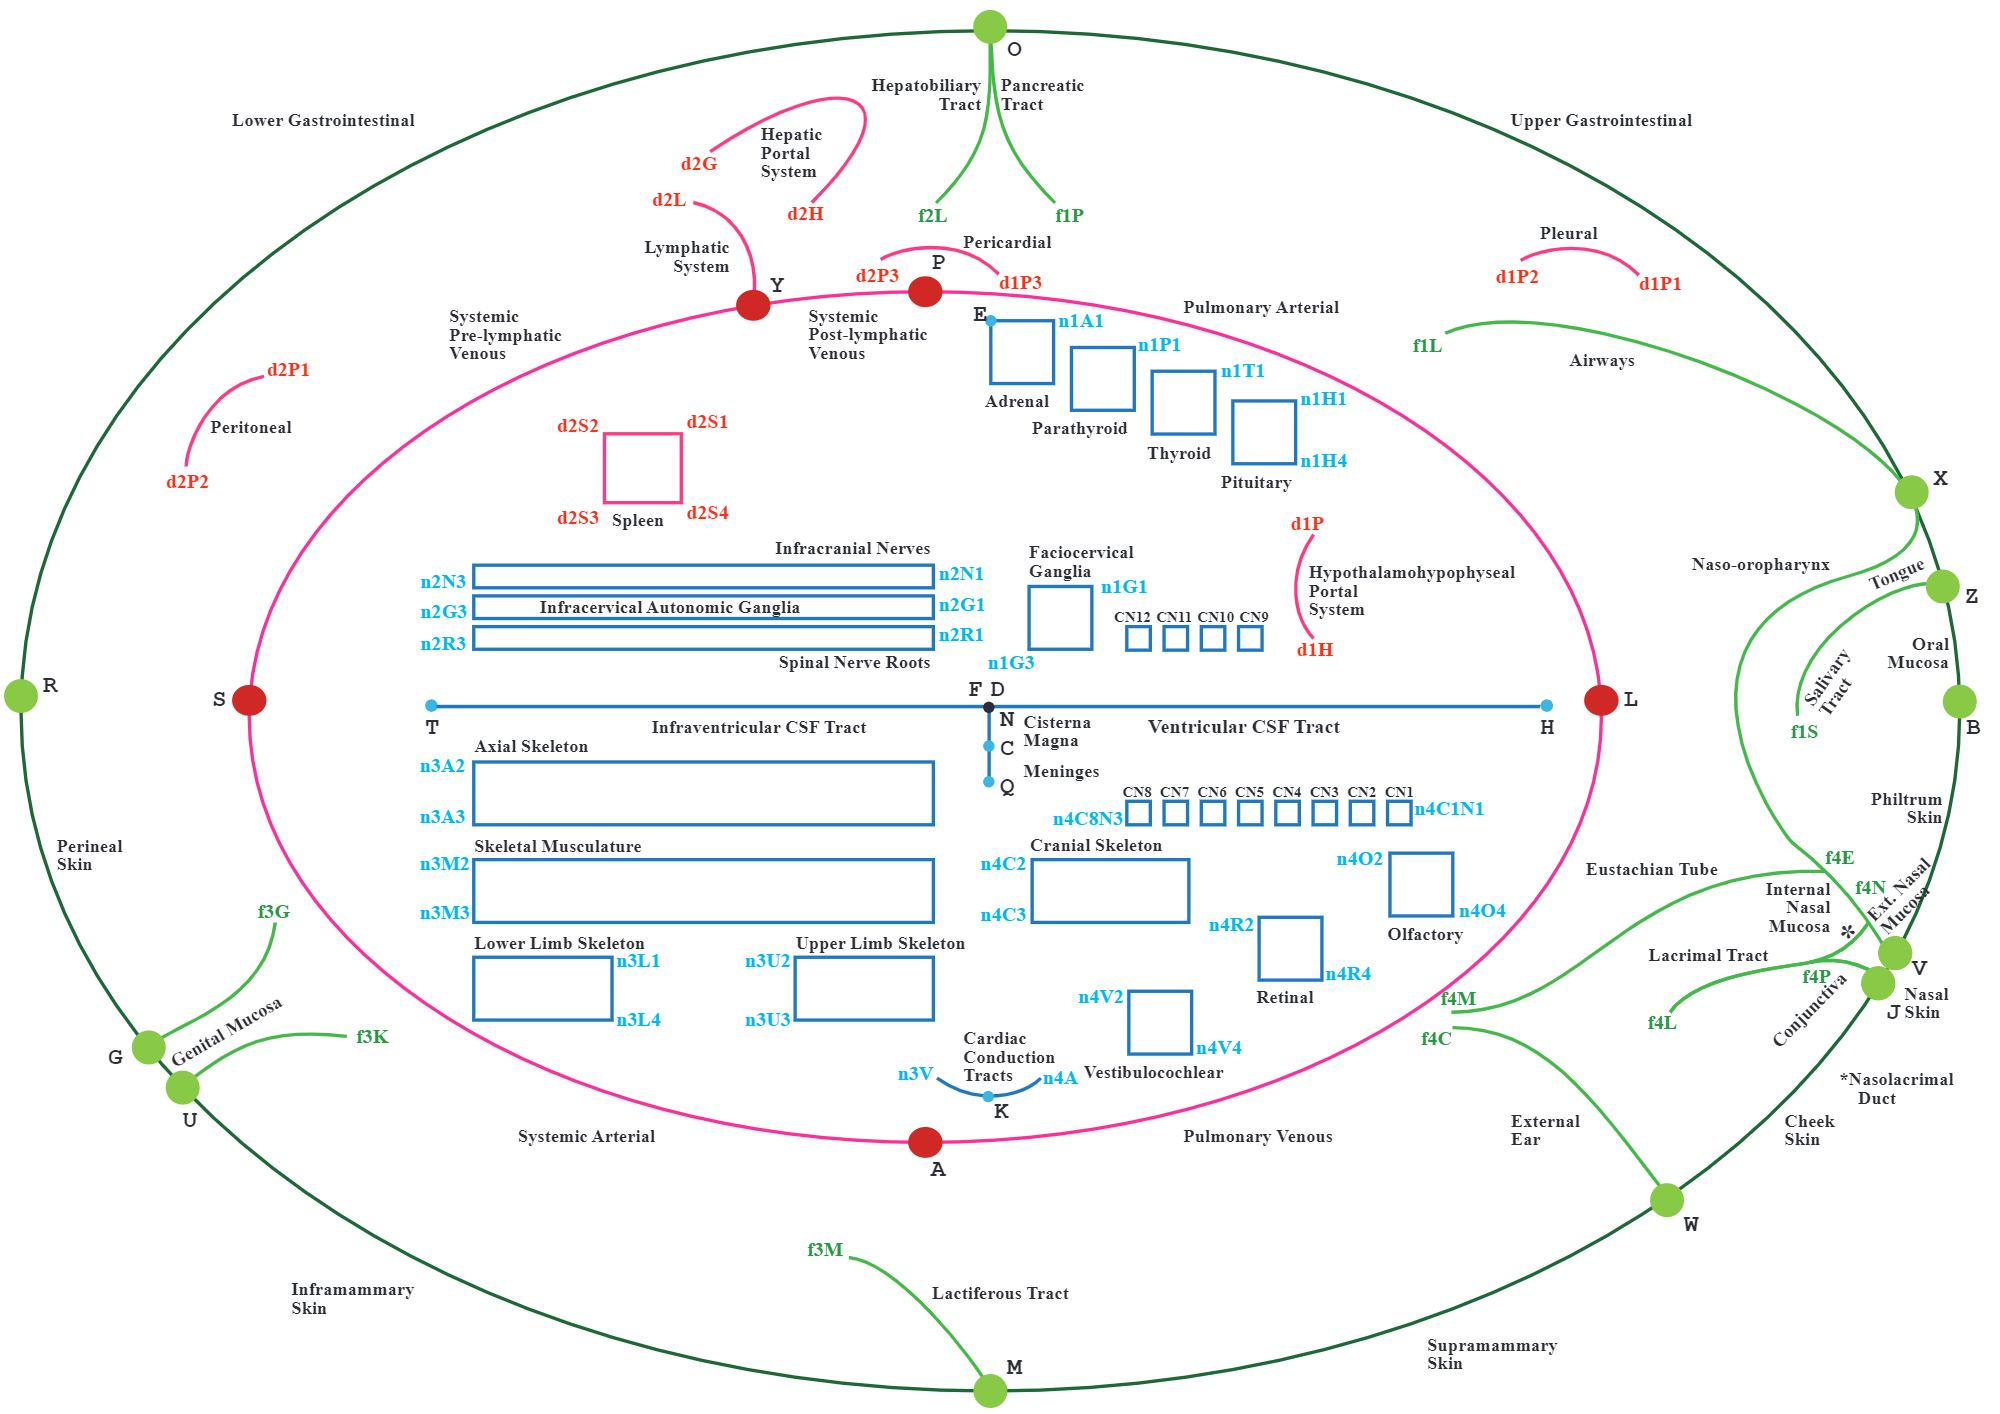 O
Hepatobiliary
Tract
Pancreatic
Tract
Lower Gastrointestinal
Upper Gastrointestinal
Hepatic
Portal
System
d2G
d2L
d2H
f2L
f1P
Lymphatic
System
Pericardial
P
d2P3
d1P3
Pleural
d1P2
d1P1
Y
Systemic
Pre-lymphatic
Venous
Systemic
Post-lymphatic
Venous
Pulmonary Arterial
E
n1A1
n1P1
n1T1
n1H1
n1H4
Adrenal
Parathyroid
Thyroid
Pituitary
f1L
Airways
d2P1
Peritoneal
d2P2
d2S2
d2S1
d2S3
d2S4
Spleen
X
Naso-oropharynx
Tongue
Z
Oral
Mucosa
Salivary
Tract
f1S
B
Infracranial Nerves
n2N3
n2N1
n2G3
Infracervical Autonomic Ganglia
n2G1
n2R3
n2R1
Spinal Nerve Roots
Faciocervical
Ganglia
n1G1
n1G3
CN12
CN11
CN10
CN9
d1P
Hypothalamohypophyseal
Portal
System
d1H
R
S
L
F
D
N
T
H
Infraventricular CSF Tract
Cisterna
Magna
Ventricular CSF Tract
C
Meninges
Q
Axial Skeleton
n3A2
n3A3
CN8
CN7
CN6
CN5
CN4
CN3
CN2
CN1
n4C8N3
n4C1N1
Skeletal Musculature
n3M2
n3M3
Cranial Skeleton
n4C2
n4C3
n4O2
n4O4
Olfactory
n4R2
n4R4
Retinal
Lower Limb Skeleton
n3L1
n3L4
Upper Limb Skeleton
n3U2
n3U3
n4V2
n4V4
Vestibulocochlear
Cardiac
Conduction
Tracts
n3V
n4A
K
Philtrum
Skin
f4E
Eustachian Tube
f4N
Ext. Nasal
Mucosa
Internal
Nasal
Mucosa
*
Lacrimal Tract
f4P
V
Conjunctiva
J
Nasal
Skin
f4L
f4M
f4C
*Nasolacrimal
Duct
Cheek
Skin
External
Ear
W
Perineal
Skin
f3G
G
Genital Mucosa
f3K
U
Systemic Arterial
Pulmonary Venous
A
f3M
Lactiferous Tract
Inframammary
Skin
Supramammary
Skin
M